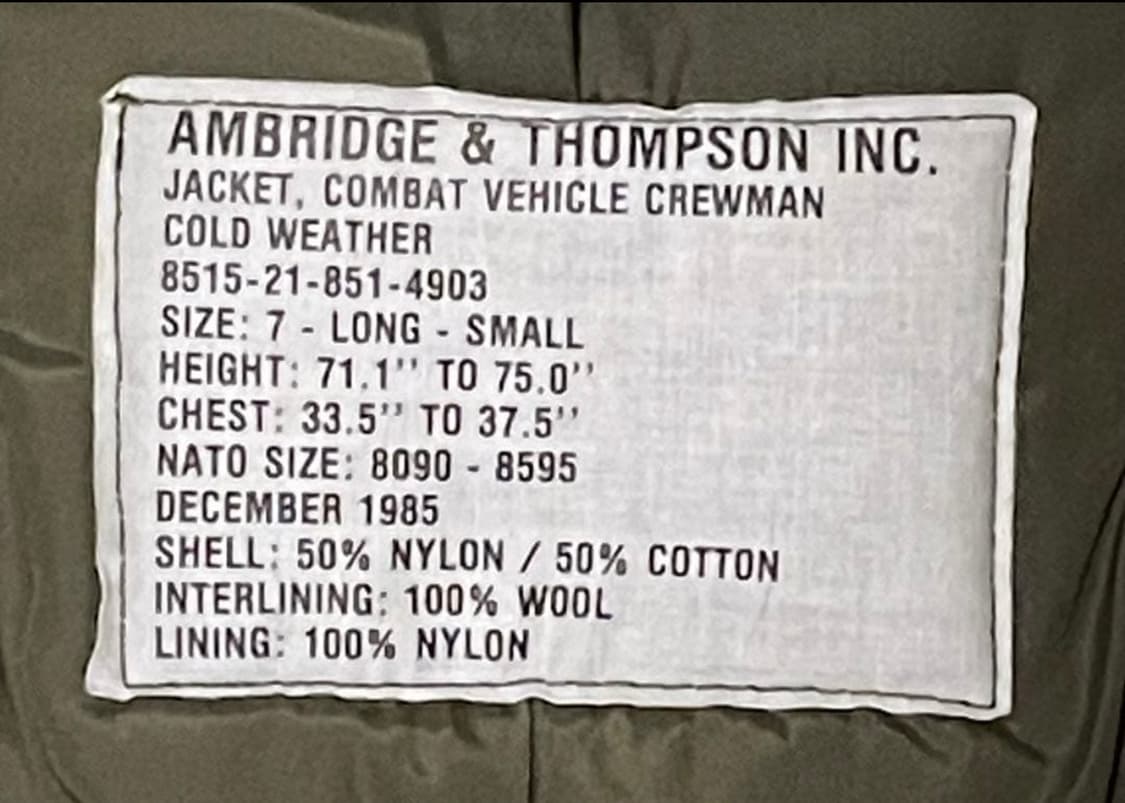 AMBRIDGE & THOMPSON INC.
JACKET, COMBAT VEHICLE CREWMAN
COLD WEATHER
8515-21-851-4903
SIZE: 7 - LONG - SMALL
HEIGHT: 71.1'' TO 75.0''
CHEST: 33.5'' TO 37.5''
NATO SIZE: 8090 - 8595
DECEMBER 1985
SHELL: 50% NYLON / 50% COTTON
INTERLINING: 100% WOOL
LINING: 100% NYLON